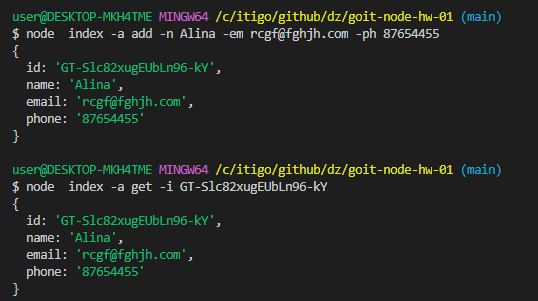 user@DESKTOP-MKH4TME MINGW64 /c/itigo/github/dz/goit-node-hw-01 (main)
$ node  index -a add -n Alina -em rcgf@fghjh.com -ph 87654455
{
  id: 'GT-Slc82xugEUbLn96-kY',
  name: 'Alina',
  email: 'rcgf@fghjh.com',
  phone: '87654455'
}

user@DESKTOP-MKH4TME MINGW64 /c/itigo/github/dz/goit-node-hw-01 (main)
$ node  index -a get -i GT-Slc82xugEUbLn96-kY
{
  id: 'GT-Slc82xugEUbLn96-kY',
  name: 'Alina',
  email: 'rcgf@fghjh.com',
  phone: '87654455'
}